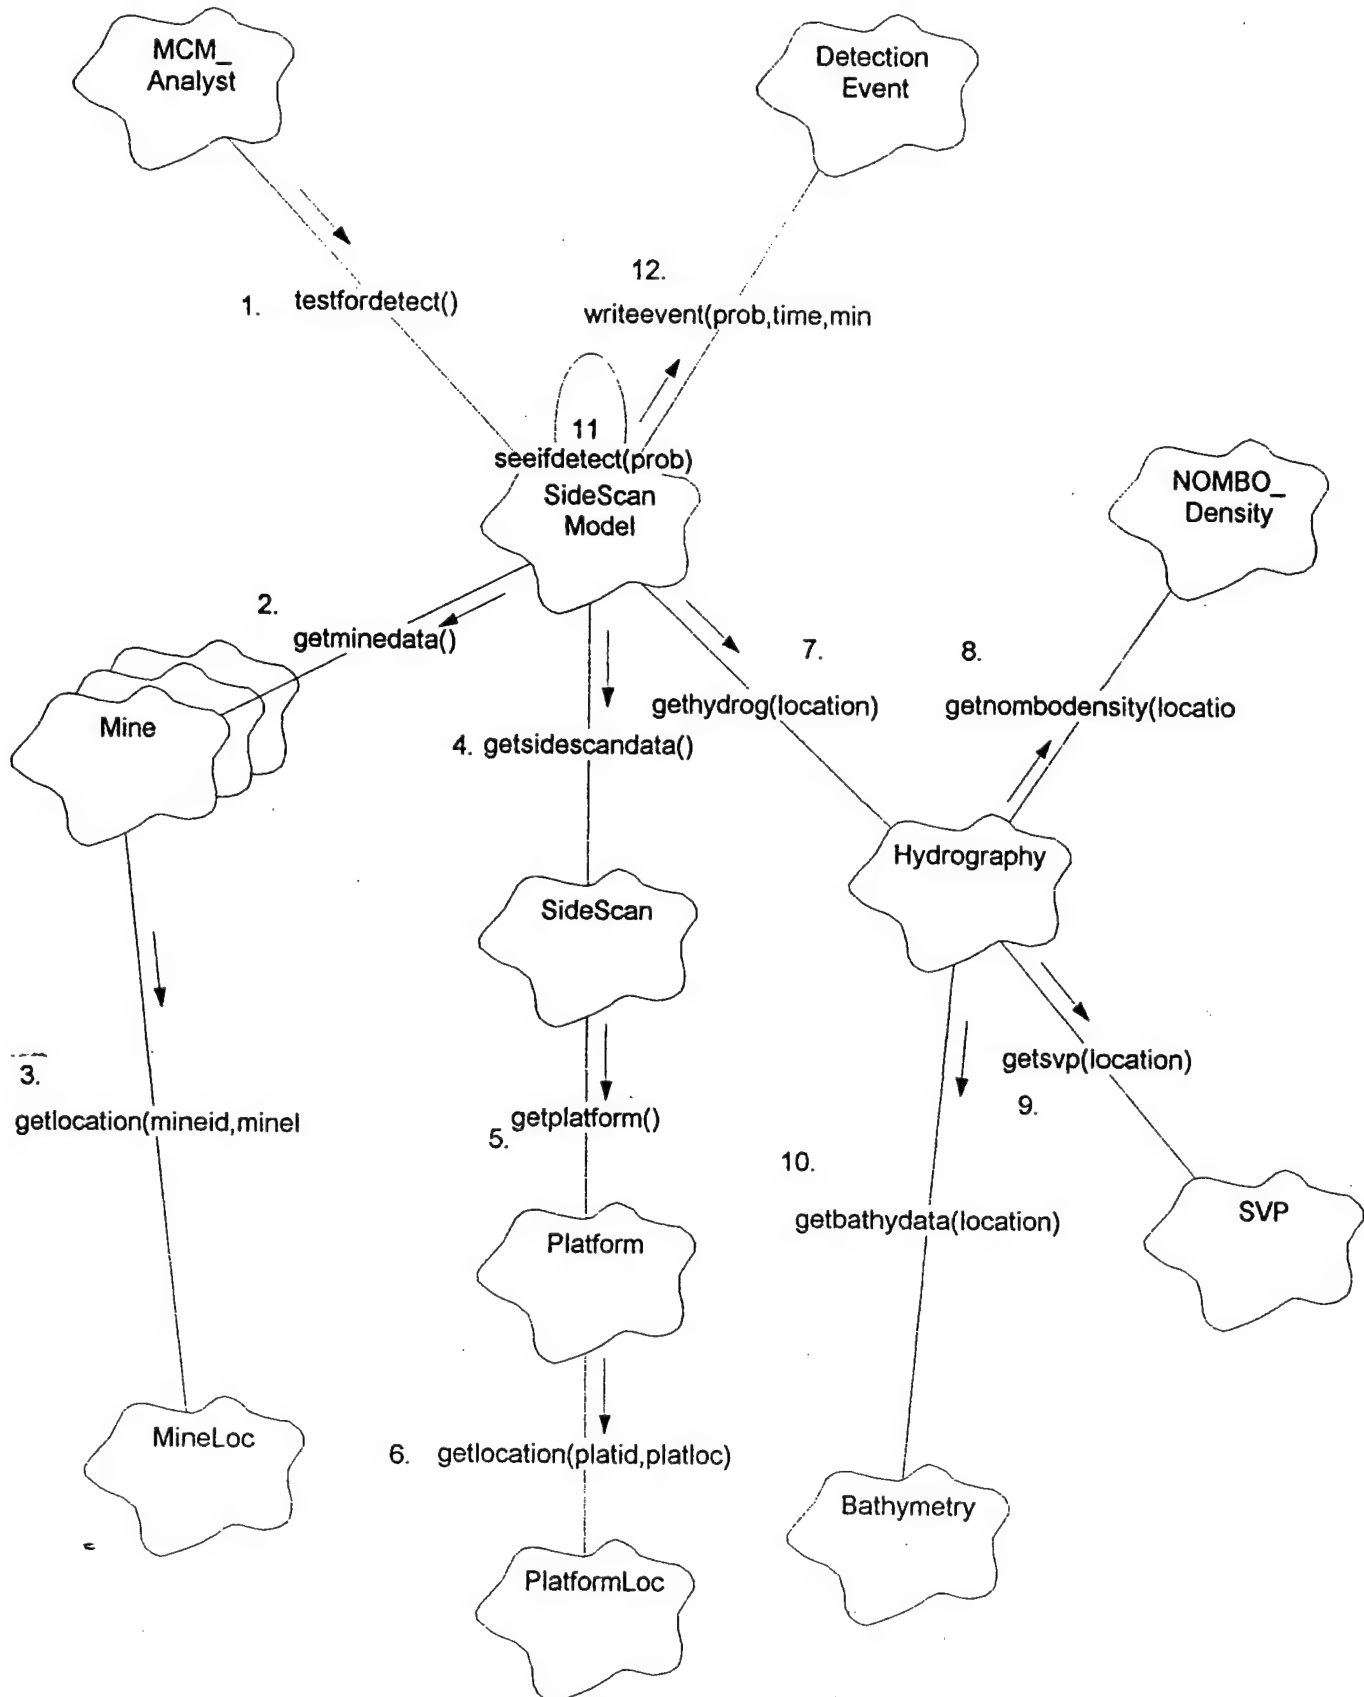 MCM_
Analyst
Detection
Event
12.
1. testfordetect()
writeevent(prob,time,min
11
seeifdetect(prob)
SideScan
Model
NOMBO_
Density
2.
getminedata()
7.
8.
gethydrog(location)
getnombodensity(locatio
Mine
4. getsidescandata()
Hydrography
SideScan
getsvp(location)
3.
9.
getlocation(mineid,minel
getplatform()
5.
10.
getbathydata(location)
SVP
Platform
MineLoc
6. getlocation(platid,platloc)
Bathymetry
PlatformLoc